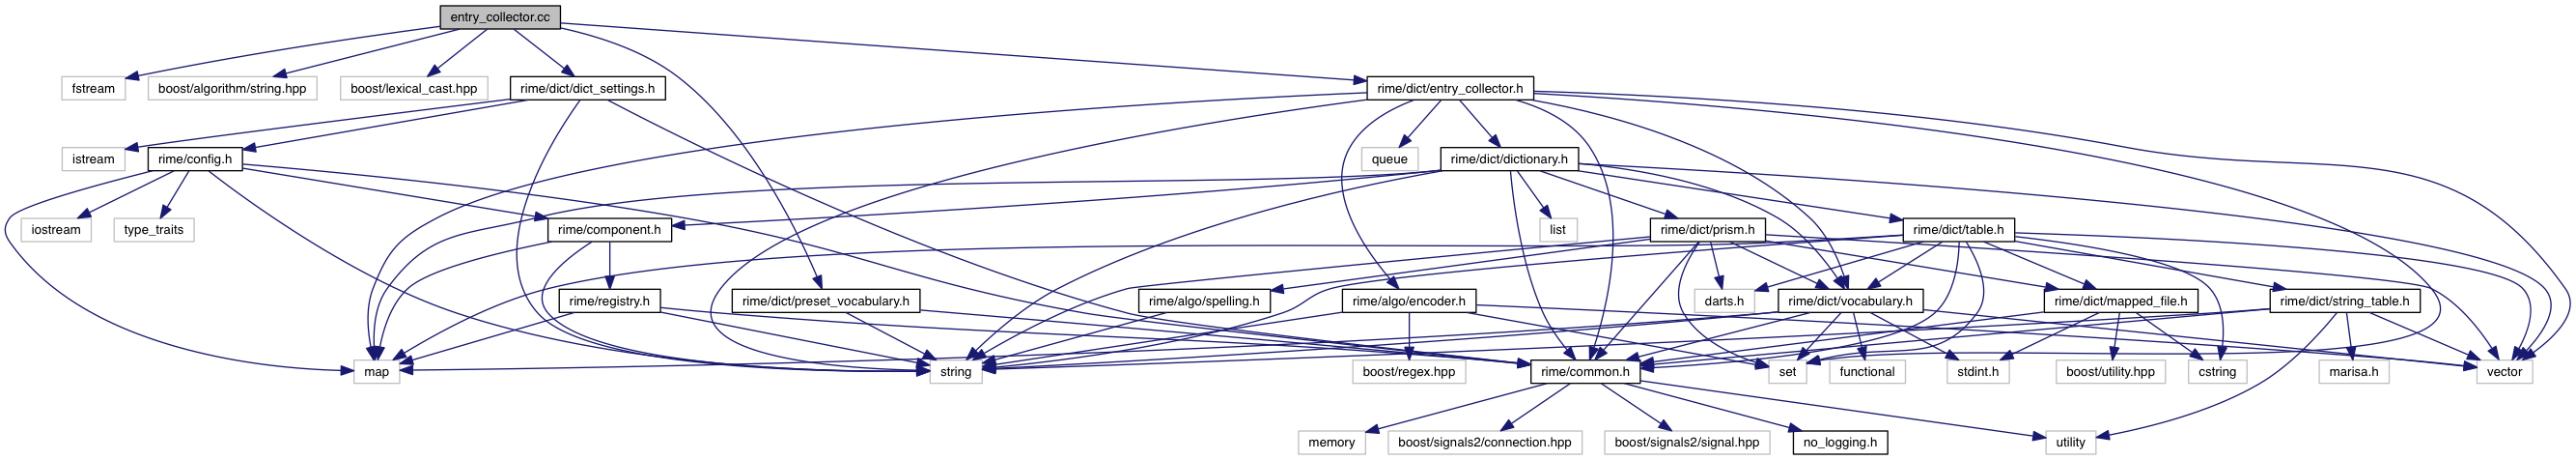 entry_collector.cc
fstream
boost/algorithm/string.hpp
boost/lexical_cast.hpp
rime/dict/dict_settings.h
rime/dict/entry_collector.h
istream
rime/config.h
queue
rime/dict/dictionary.h
iostream
type_traits
rime/component.h
list
rime/dict/prism.h
rime/dict/table.h
rime/registry.h
rime/dict/preset_vocabulary.h
rime/algo/spelling.h
rime/algo/encoder.h
darts.h
rime/dict/vocabulary.h
rime/dict/mapped_file.h
rime/dict/string_table.h
map
string
boost/regex.hpp
rime/common.h
set
functional
stdint.h
boost/utility.hpp
cstring
marisa.h
vector
memory
boost/signals2/connection.hpp
boost/signals2/signal.hpp
no_logging.h
utility